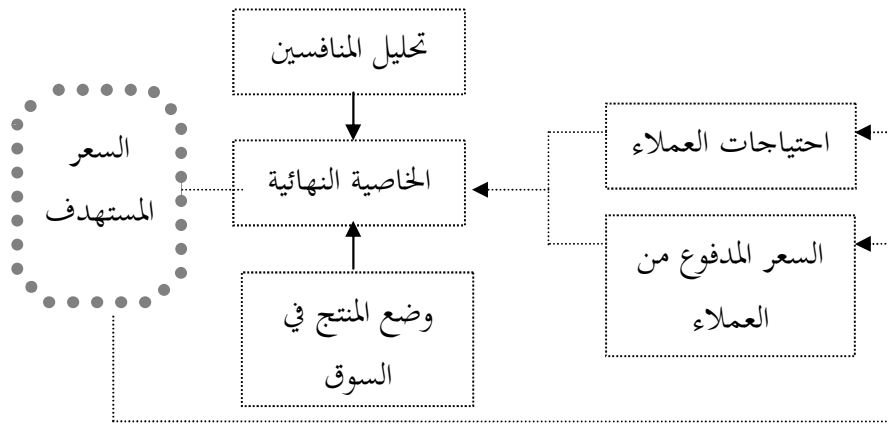 تحليل المنافسين
احتياجات العملاء
الخاصية النهائية
السعر
المستهدف
السعر المدفوع من
العملاء
وضع المنتج في
السوق